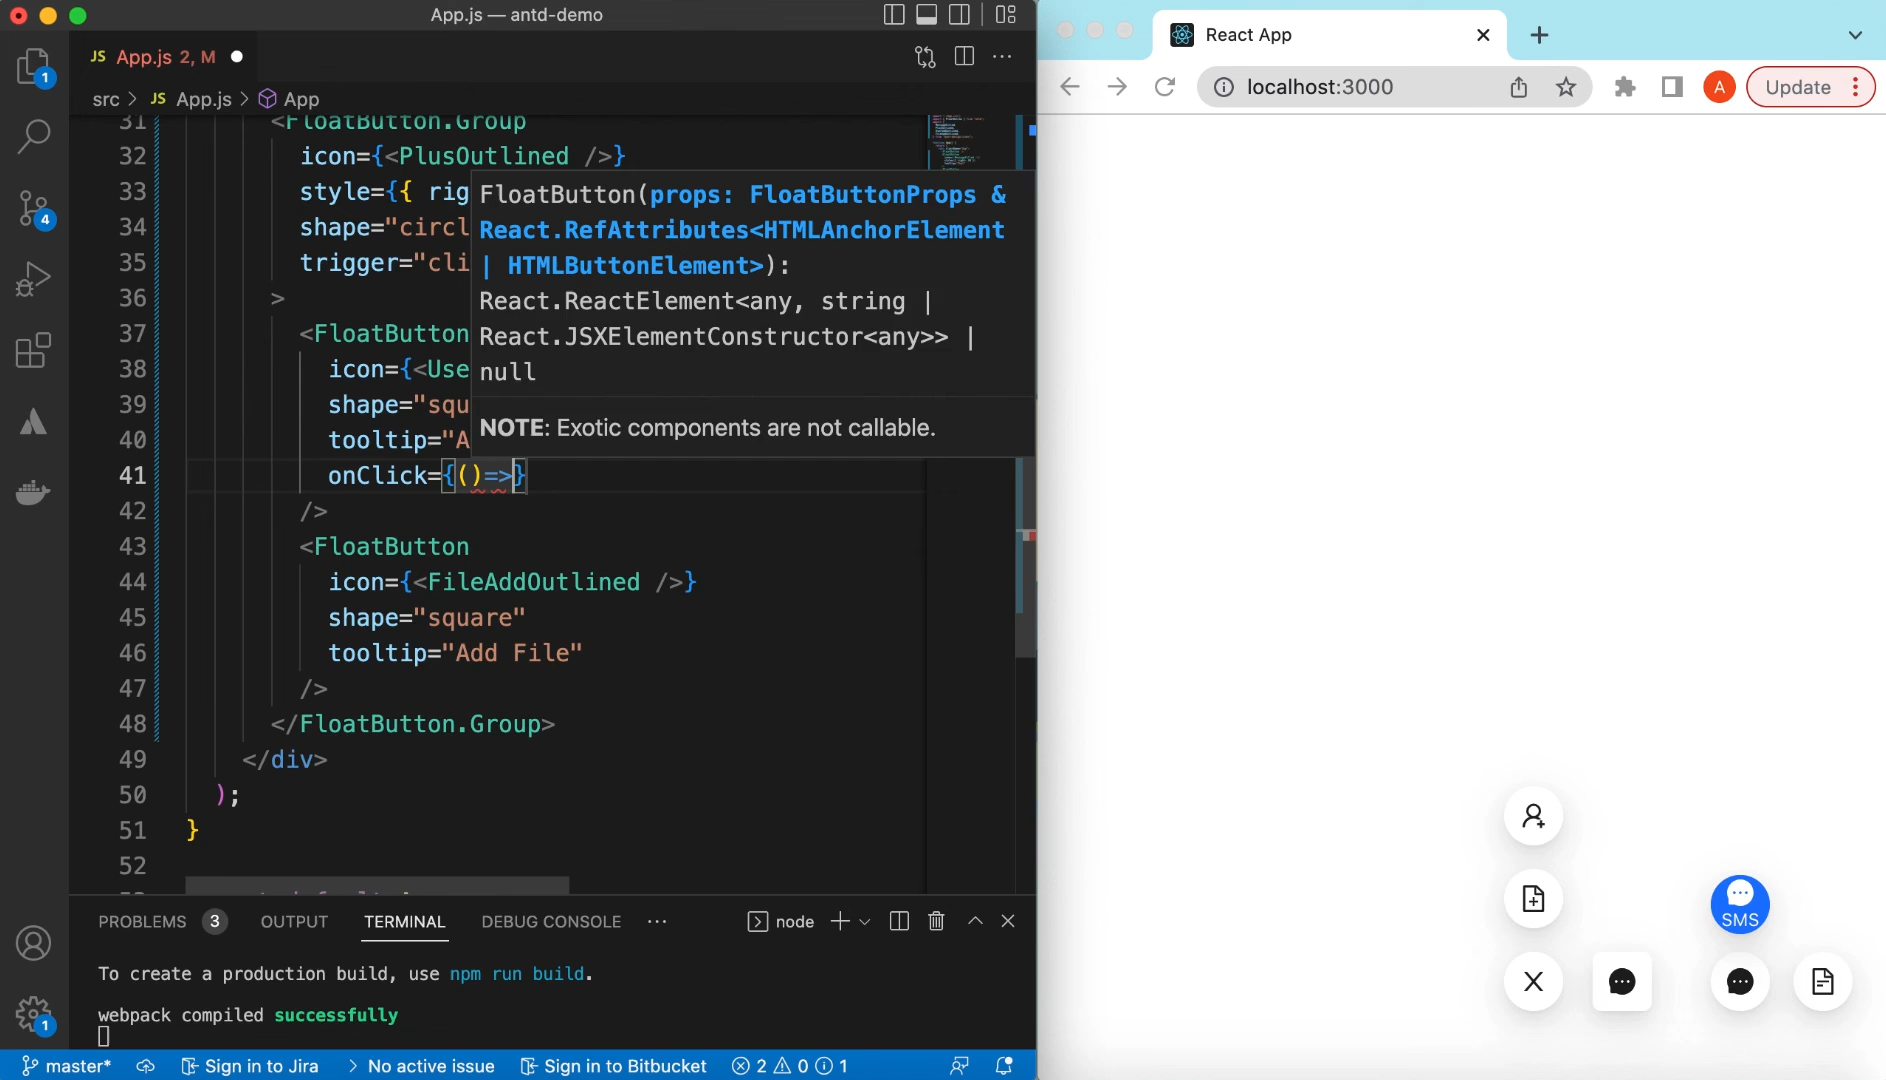 App.js — antd-demo
JS App.js 2, M
src > JS App.js > App
31 <FloatButton.Group
32 icon={<PlusOutlined />}
33 style={{ rig
34 shape="circl
35 trigger="cli
36 >
37 <FloatButton
38 icon={<Use
39 shape="squ
40 tooltip="A
41 onClick={()=>}
42 />
43 <FloatButton
44 icon={<FileAddOutlined />}
45 shape="square"
46 tooltip="Add File"
47 />
48 </FloatButton.Group>
49 </div>
50 );
51 }
52
FloatButton(props: FloatButtonProps &
React.RefAttributes<HTMLAnchorElement
| HTMLButtonElement>):
React.ReactElement<any, string |
React.JSXElementConstructor<any>> |
null
NOTE: Exotic components are not callable.
1
4
1
PROBLEMS 3 OUTPUT TERMINAL DEBUG CONSOLE ··· node
To create a production build, use npm run build.
webpack compiled successfully
master* Sign in to Jira > No active issue Sign in to Bitbucket 2 0 1
React App
localhost:3000 A Update
SMS